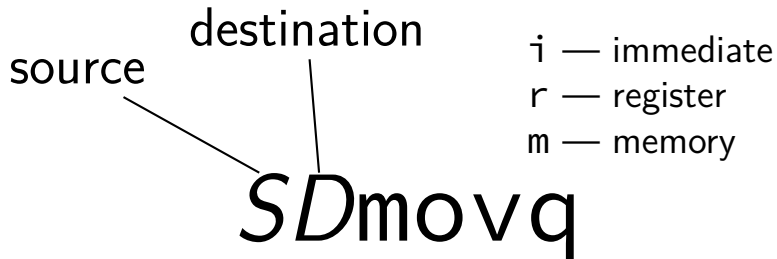 destination
source
i — immediate
r — register
m — memory
SDmovq